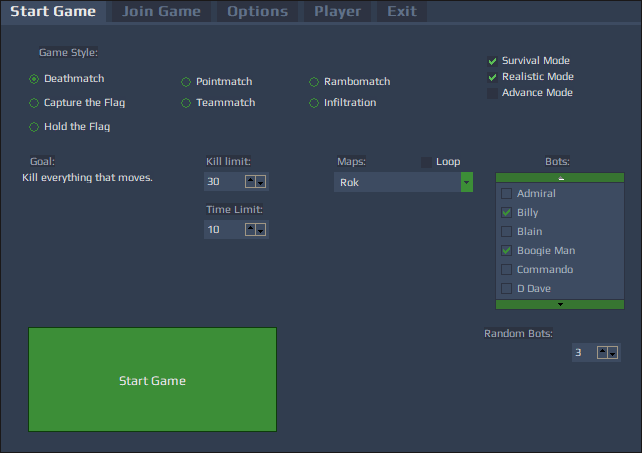 Start Game Join Game Options Player Exit
Game Style:
Deathmatch
Pointmatch
Rambomatch
Capture the Flag
Teammatch
Infiltration
Hold the Flag
Survival Mode
Realistic Mode
Advance Mode
Goal:
Kill everything that moves.
Kill limit:
30
Time Limit:
10
Maps:
Loop
Rok
Bots:
Admiral
Billy
Blain
Boogie Man
Commando
D Dave
Random Bots:
3
Start Game